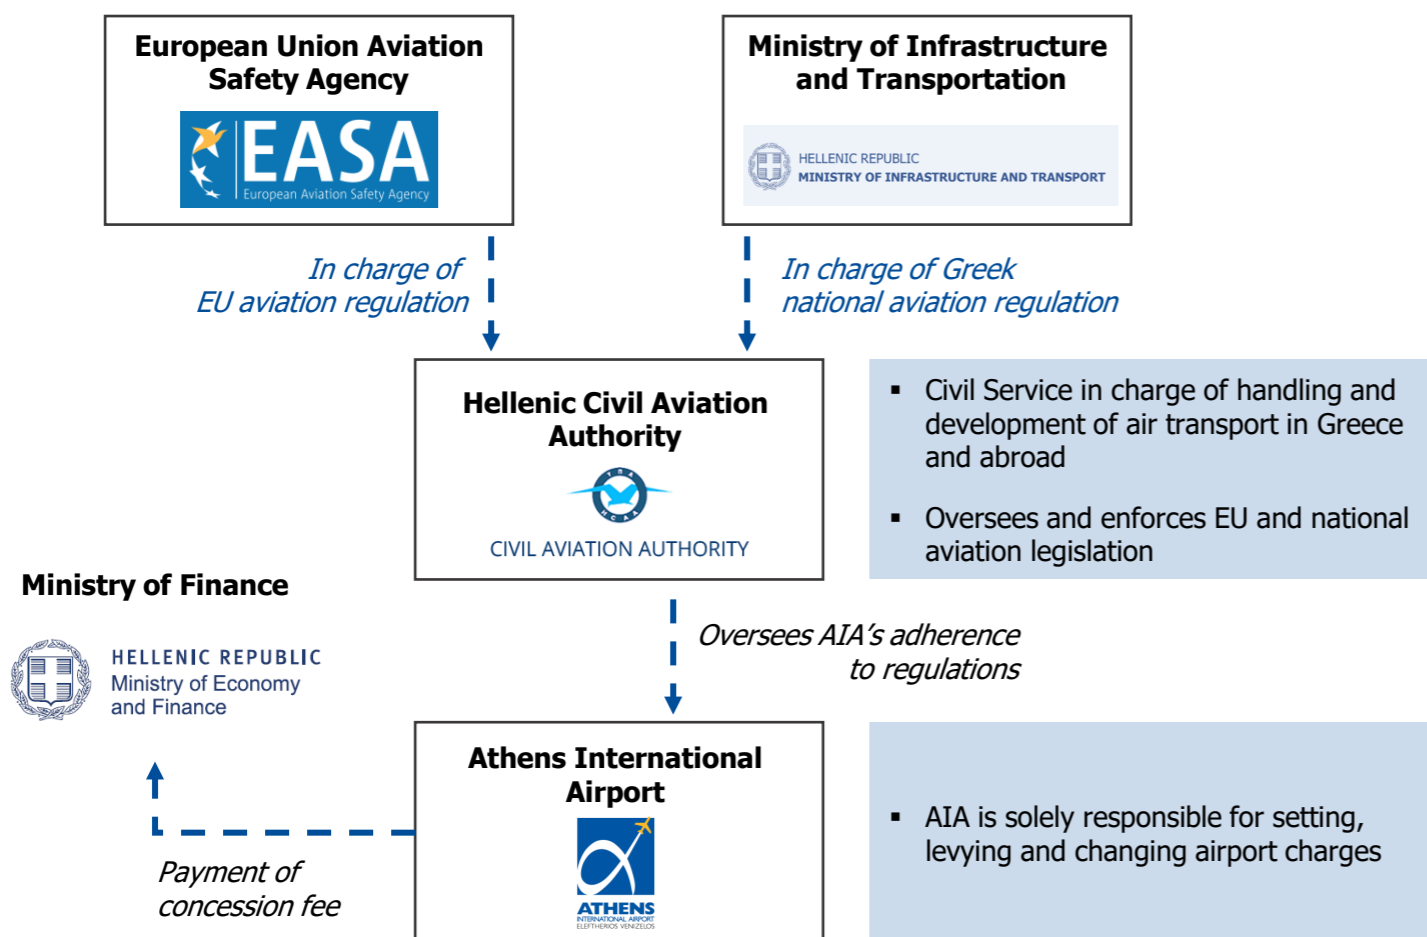 European Union Aviation
Safety Agency
EASA
European Aviation Safety Agency
Ministry of Infrastructure
and Transportation
HELLENIC REPUBLIC
MINISTRY OF INFRASTRUCTURE AND TRANSPORT
In charge of
EU aviation regulation
In charge of Greek
national aviation regulation
Hellenic Civil Aviation
Authority
ΥΠΑ
HCAA
CIVIL AVIATION AUTHORITY
▪ Civil Service in charge of handling and
development of air transport in Greece
and abroad
▪ Oversees and enforces EU and national
aviation legislation
Ministry of Finance
HELLENIC REPUBLIC
Ministry of Economy
and Finance
Oversees AIA’s adherence
to regulations
Athens International
Airport
ATHENS
INTERNATIONAL AIRPORT
ELEFTHERIOS VENIZELOS
▪ AIA is solely responsible for setting,
levying and changing airport charges
Payment of
concession fee